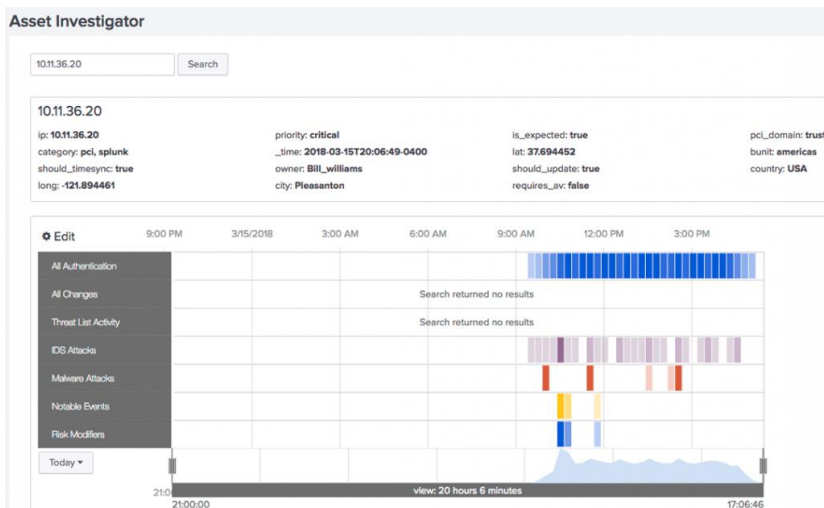 Asset Investigator
10.11.36.20 Search
10.11.36.20
ip: 10.11.36.20 priority: critical is_expected: true pci_domain: trust
category: pci, splunk _time: 2018-03-15T20:06:49-0400 lat: 37.694452 bunit: americas
should_timesync: true owner: Bill_williams should_update: true country: USA
long: -121.894461 city: Pleasanton requires_av: false
Edit 9:00 PM 3/15/2018 3:00 AM 6:00 AM 9:00 AM 12:00 PM 3:00 PM
All Authentication
All Changes Search returned no results
Threat List Activity Search returned no results
IDS Attacks
Malware Attacks
Notable Events
Risk Modifiers
Today
21:0 view: 20 hours 6 minutes
21:00:00 17:06:46